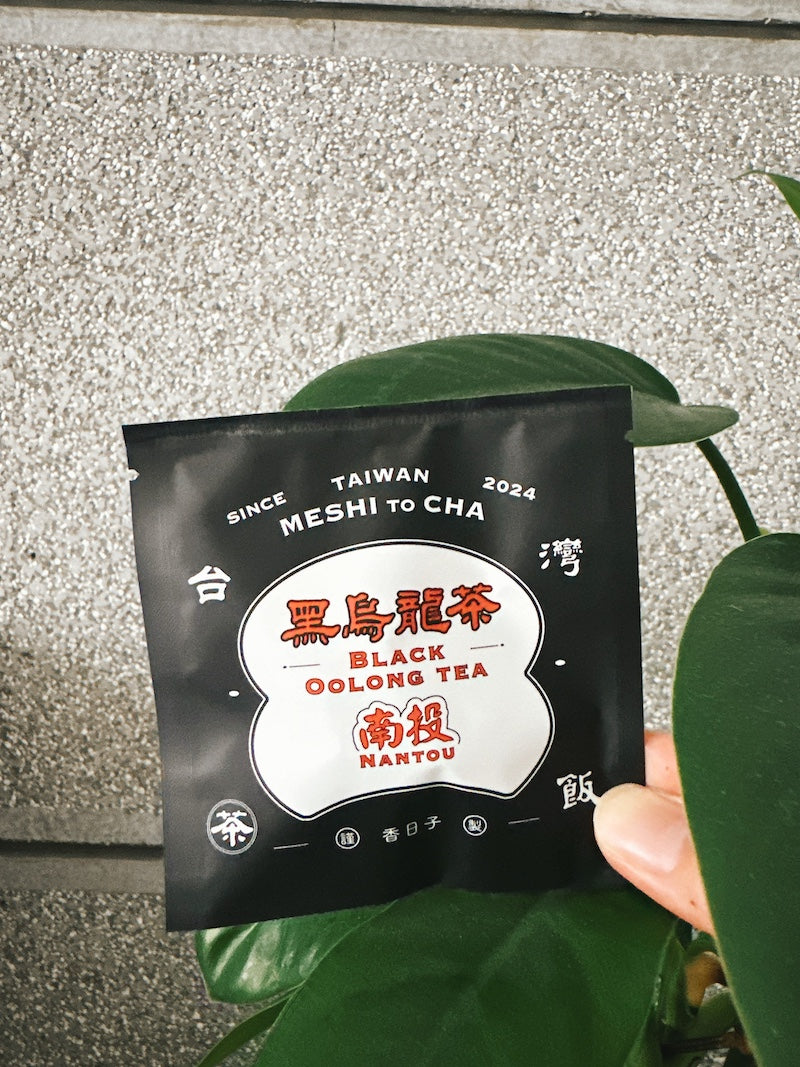 SINCE TAIWAN 2024
MESHI TO CHA
台灣
黑烏龍茶
BLACK
OOLONG TEA
南投
NANTOU
茶飯
謹 香日子 製